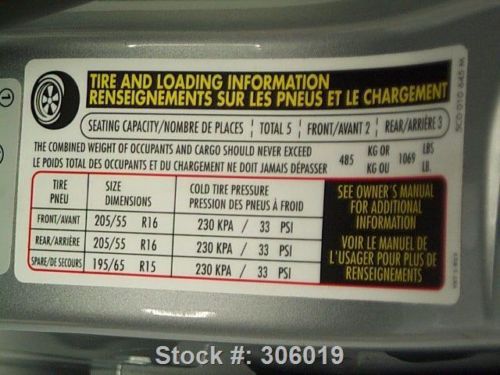 TIRE AND LOADING INFORMATION
RENSEIGNEMENTS SUR LES PNEUS ET LE CHARGEMENT
SEATING CAPACITY/NOMBRE DE PLACES TOTAL 5 FRONT/AVANT 2 REAR/ARRIÈRE 3
THE COMBINED WEIGHT OF OCCUPANTS AND CARGO SHOULD NEVER EXCEED
LE POIDS TOTAL DES OCCUPANTS ET DU CHARGEMENT NE DOIT JAMAIS DÉPASSER
485 KG OR 1069 LBS
KG OU LB.
TIRE SIZE COLD TIRE PRESSURE
PNEU DIMENSIONS PRESSION DES PNEUS À FROID
FRONT/AVANT 205/55 R16 230 KPA / 33 PSI
REAR/ARRIÈRE 205/55 R16 230 KPA / 33 PSI
SPARE/DE SECOURS 195/65 R15 230 KPA / 33 PSI
SEE OWNER'S MANUAL
FOR ADDITIONAL
INFORMATION
VOIR LE MANUEL DE
L'USAGER POUR PLUS DE
RENSEIGNEMENTS
Stock #: 306019